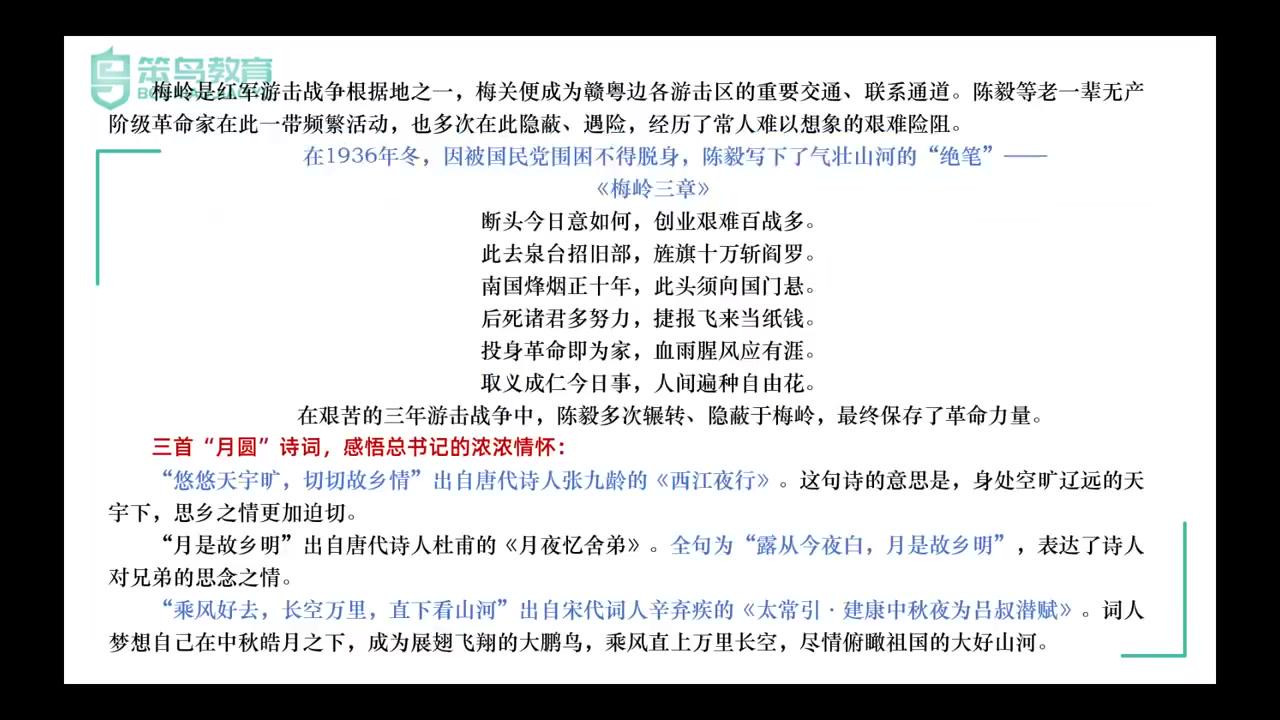 笨鸟教育
梅岭是红军游击战争根据地之一，梅关便成为赣粤边各游击区的重要交通、联系通道。陈毅等老一辈无产
阶级革命家在此一带频繁活动，也多次在此隐蔽、遇险，经历了常人难以想象的艰难险阻。
在1936年冬，因被国民党围困不得脱身，陈毅写下了气壮山河的“绝笔”——
《梅岭三章》
断头今日意如何，创业艰难百战多。
此去泉台招旧部，旌旗十万斩阎罗。
南国烽烟正十年，此头须向国门悬。
后死诸君多努力，捷报飞来当纸钱。
投身革命即为家，血雨腥风应有涯。
取义成仁今日事，人间遍种自由花。
在艰苦的三年游击战争中，陈毅多次辗转、隐蔽于梅岭，最终保存了革命力量。
三首“月圆”诗词，感悟总书记的浓浓情怀：
“悠悠天宇旷，切切故乡情”出自唐代诗人张九龄的《西江夜行》。这句诗的意思是，身处空旷辽远的天
宇下，思乡之情更加迫切。
“月是故乡明”出自唐代诗人杜甫的《月夜忆舍弟》。全句为“露从今夜白，月是故乡明”，表达了诗人
对兄弟的思念之情。
“乘风好去，长空万里，直下看山河”出自宋代词人辛弃疾的《太常引·建康中秋夜为吕叔潜赋》。词人
梦想自己在中秋皓月之下，成为展翅飞翔的大鹏鸟，乘风直上万里长空，尽情俯瞰祖国的大好山河。